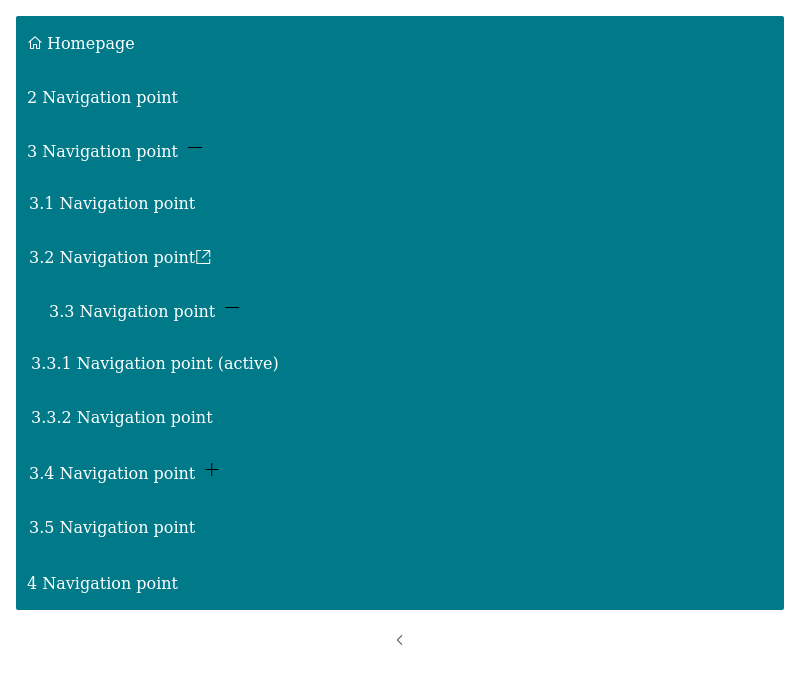 Homepage
2 Navigation point
3 Navigation point
3.1 Navigation point
3.2 Navigation point
3.3 Navigation point
3.3.1 Navigation point (active)
3.3.2 Navigation point
3.4 Navigation point
3.5 Navigation point
4 Navigation point